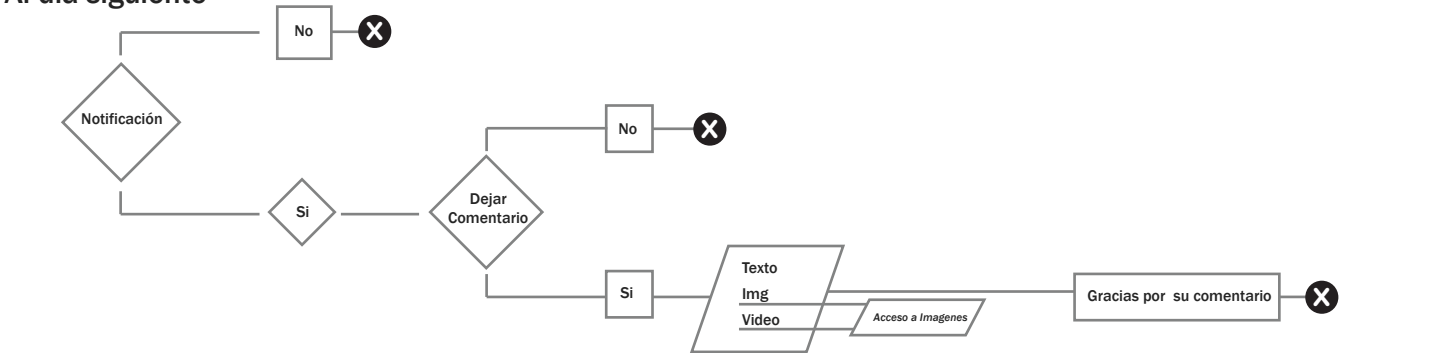 Al día siguiente
No
X
Notificación
Si
Dejar
Comentario
No
X
Si
Texto
Img
Video
Acceso a Imagenes
Gracias por su comentario
X